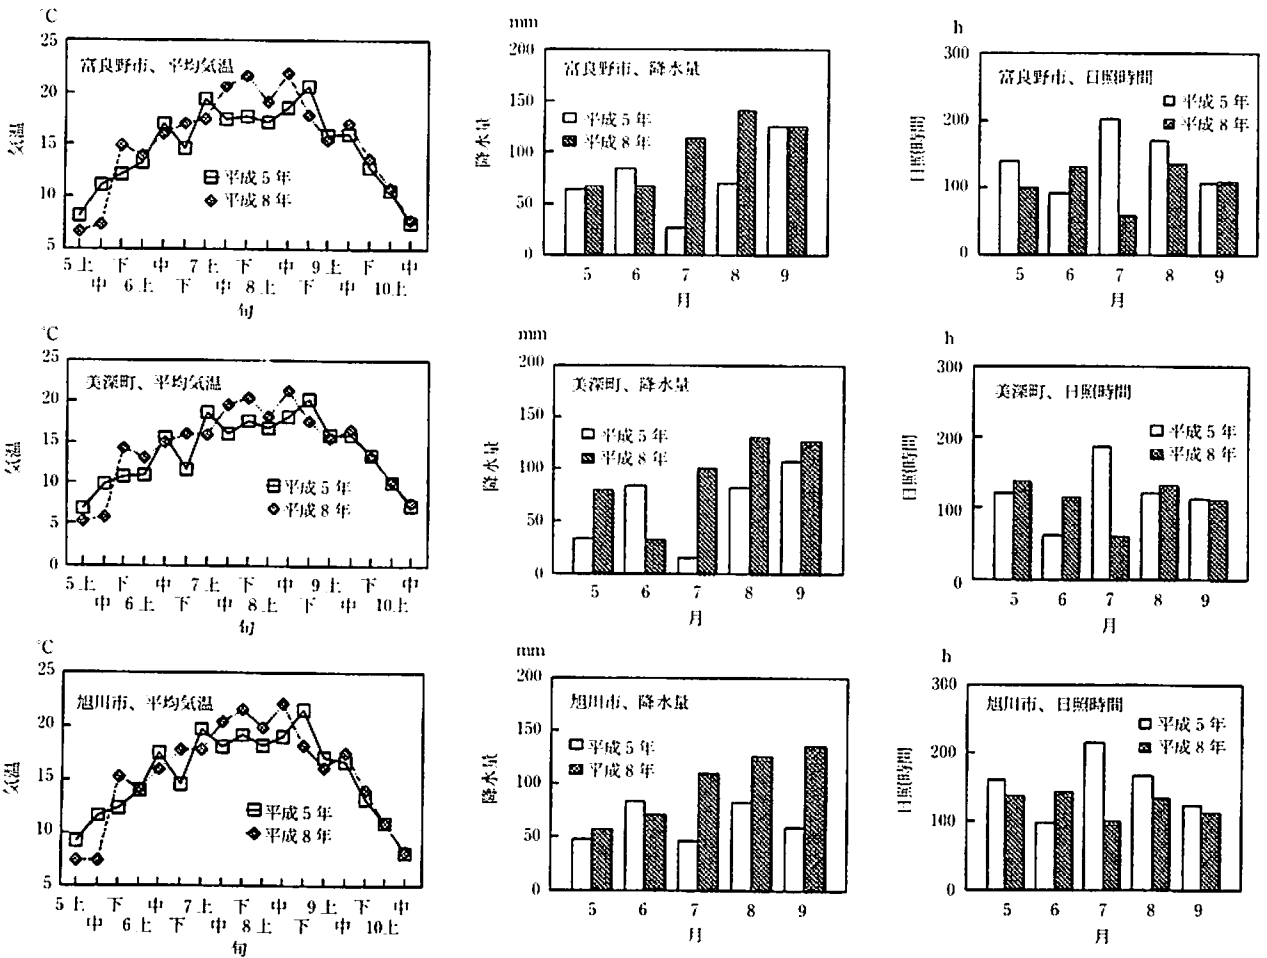 ℃
25
20
15
10
5
気温
富良野市、平均気温
平成5年
平成8年
5上 下 中 7上 下 中 9上 下 中
中 6上 下 中 8上 下 中 10上
旬
mm
200
150
100
50
0
降水量
富良野市、降水量
平成5年
平成8年
5 6 7 8 9
月
h
300
200
100
0
日照時間
富良野市、日照時間
平成5年
平成8年
5 6 7 8 9
月
℃
25
20
15
10
5
0
気温
美深町、平均気温
平成5年
平成8年
5上 下 中 7上 下 中 9上 下 中
中 6上 下 中 8上 下 中 10上
旬
mm
200
150
100
50
0
降水量
美深町、降水量
平成5年
平成8年
5 6 7 8 9
月
h
300
200
100
0
日照時間
美深町、日照時間
平成5年
平成8年
5 6 7 8 9
月
℃
25
20
15
10
5
気温
旭川市、平均気温
平成5年
平成8年
5上 下 中 7上 下 中 9上 下 中
中 6上 下 中 8上 下 中 10上
旬
mm
200
150
100
50
0
降水量
旭川市、降水量
平成5年
平成8年
5 6 7 8 9
月
h
300
200
100
0
日照時間
旭川市、日照時間
平成5年
平成8年
5 6 7 8 9
月